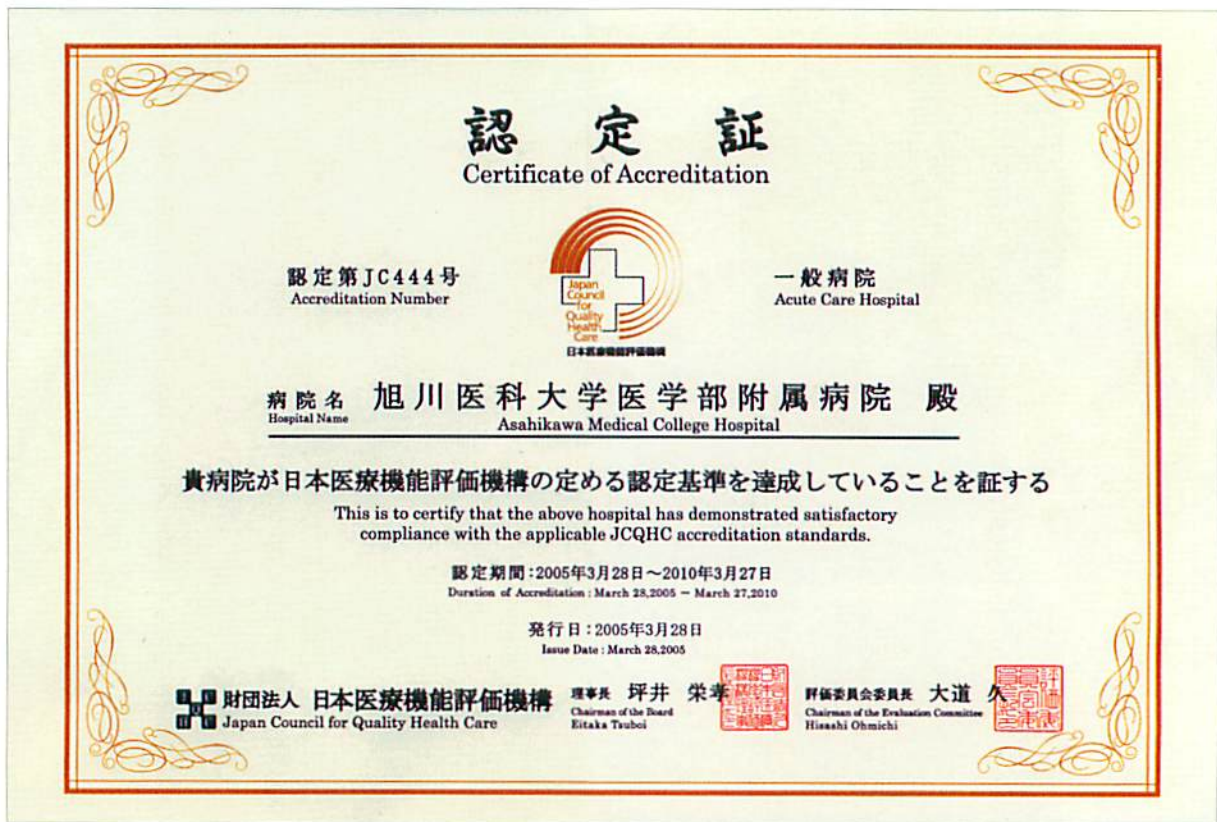 認定証
Certificate of Accreditation
認定第JC444号
Accreditation Number
Japan
Council
for
Quality
Health
Care
日本医療機能評価機構
一般病院
Acute Care Hospital
病院名 旭川医科大学医学部附属病院 殿
Hospital Name Asahikawa Medical College Hospital
貴病院が日本医療機能評価機構の定める認定基準を達成していることを証する
This is to certify that the above hospital has demonstrated satisfactory
compliance with the applicable JCQHC accreditation standards.
認定期間:2005年3月28日~2010年3月27日
Duration of Accreditation : March 28,2005 - March 27,2010
発行日:2005年3月28日
Issue Date : March 28,2005
財団法人 日本医療機能評価機構
Japan Council for Quality Health Care
理事長 坪井 栄孝
Chairman of the Board
Eitaka Tsuboi
評価委員会委員長 大道 久
Chairman of the Evaluation Committee
Hisashi Ohmichi